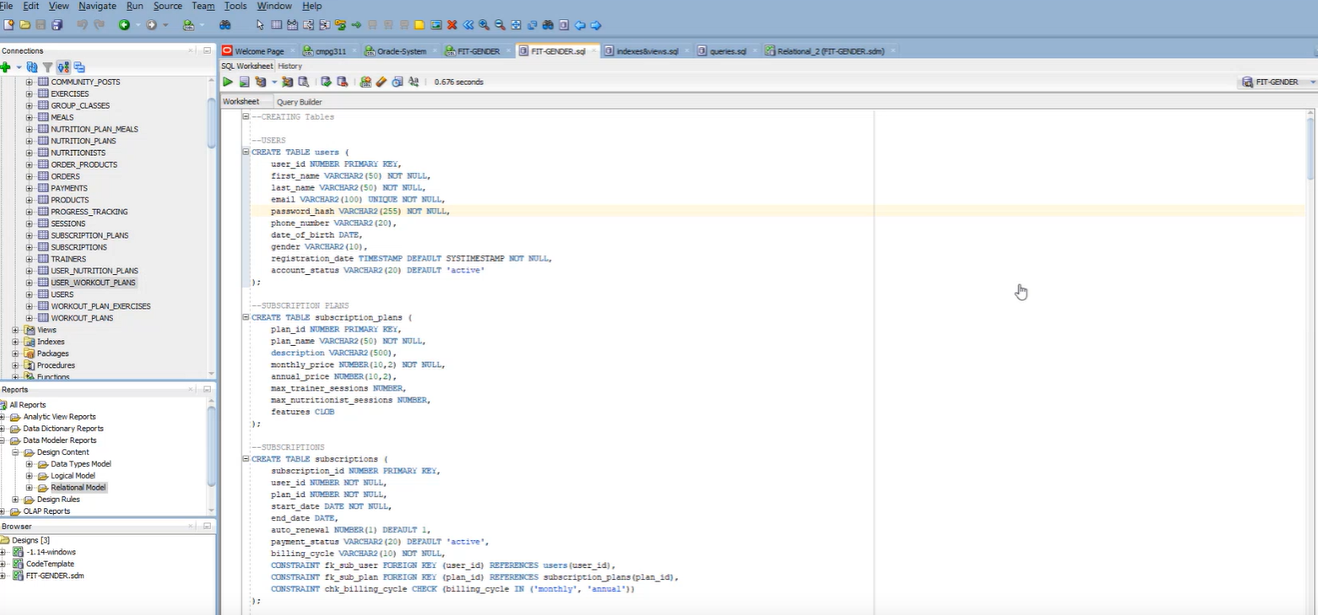 File Edit View Navigate Run Source Team Tools Window Help
Connections
COMMUNITY_POSTS
EXERCISES
GROUP_CLASSES
MEALS
NUTRITION_PLAN_MEALS
NUTRITION_PLANS
NUTRITIONISTS
ORDER_PRODUCTS
ORDERS
PAYMENTS
PRODUCTS
PROGRESS_TRACKING
SESSIONS
SUBSCRIPTION_PLANS
SUBSCRIPTIONS
TRAINERS
USER_NUTRITION_PLANS
USER_WORKOUT_PLANS
USERS
WORKOUT_PLAN_EXERCISES
WORKOUT_PLANS
Views
Indexes
Packages
Procedures
Functions
Reports
All Reports
Analytic View Reports
Data Dictionary Reports
Data Modeler Reports
Design Content
Data Types Model
Logical Model
Relational Model
Design Rules
OLAP Reports
Browser
Designs [3]
-1.14-windows
CodeTemplate
FIT-GENDER.sdm
Welcome Page cmpg311 Oracle-System FIT-GENDER FIT-GENDER.sql indexes&views.sql queries.sql Relational_2 (FIT-GENDER.sdm)
SQL Worksheet History
0.676 seconds
FIT-GENDER
Worksheet Query Builder
--CREATING Tables
--USERS
CREATE TABLE users (
user_id NUMBER PRIMARY KEY,
first_name VARCHAR2(50) NOT NULL,
last_name VARCHAR2(50) NOT NULL,
email VARCHAR2(100) UNIQUE NOT NULL,
password_hash VARCHAR2(255) NOT NULL,
phone_number VARCHAR2(20),
date_of_birth DATE,
gender VARCHAR2(10),
registration_date TIMESTAMP DEFAULT SYSTIMESTAMP NOT NULL,
account_status VARCHAR2(20) DEFAULT 'active'
);
--SUBSCRIPTION PLANS
CREATE TABLE subscription_plans (
plan_id NUMBER PRIMARY KEY,
plan_name VARCHAR2(50) NOT NULL,
description VARCHAR2(500),
monthly_price NUMBER(10,2) NOT NULL,
annual_price NUMBER(10,2),
max_trainer_sessions NUMBER,
max_nutritionist_sessions NUMBER,
features CLOB
);
--SUBSCRIPTIONS
CREATE TABLE subscriptions (
subscription_id NUMBER PRIMARY KEY,
user_id NUMBER NOT NULL,
plan_id NUMBER NOT NULL,
start_date DATE NOT NULL,
end_date DATE,
auto_renewal NUMBER(1) DEFAULT 1,
payment_status VARCHAR2(20) DEFAULT 'active',
billing_cycle VARCHAR2(10) NOT NULL,
CONSTRAINT fk_sub_user FOREIGN KEY (user_id) REFERENCES users(user_id),
CONSTRAINT fk_sub_plan FOREIGN KEY (plan_id) REFERENCES subscription_plans(plan_id),
CONSTRAINT chk_billing_cycle CHECK (billing_cycle IN ('monthly', 'annual'))
);